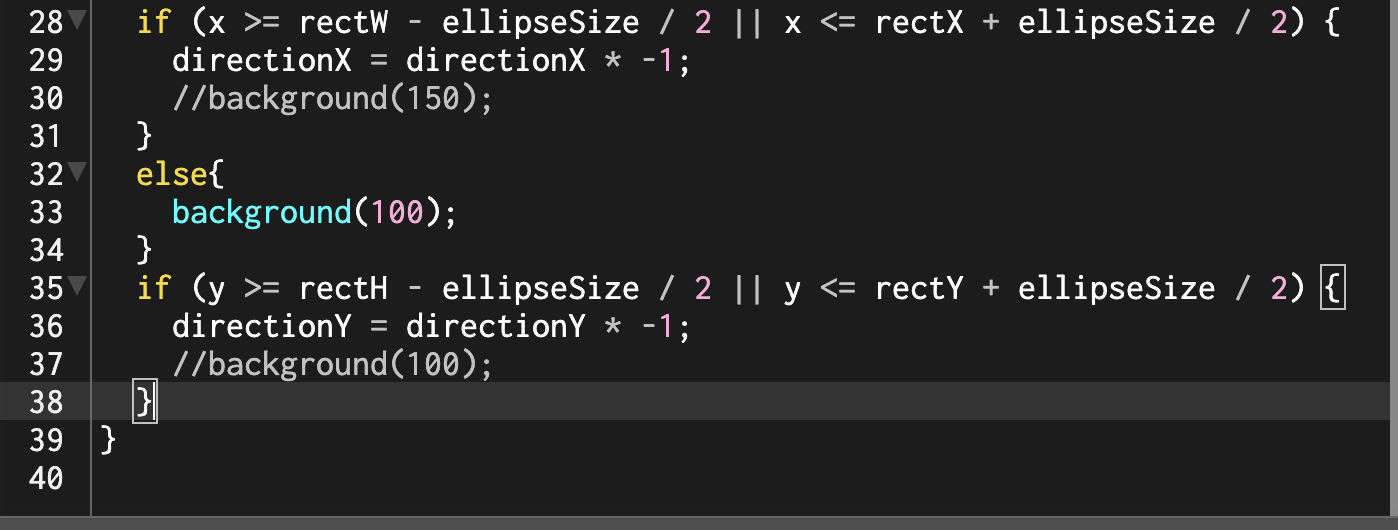 28 if (x >= rectW - ellipseSize / 2 || x <= rectX + ellipseSize / 2) {
29 directionX = directionX * -1;
30 //background(150);
31 }
32 else{
33 background(100);
34 }
35 if (y >= rectH - ellipseSize / 2 || y <= rectY + ellipseSize / 2) {
36 directionY = directionY * -1;
37 //background(100);
38 }
39 }
40